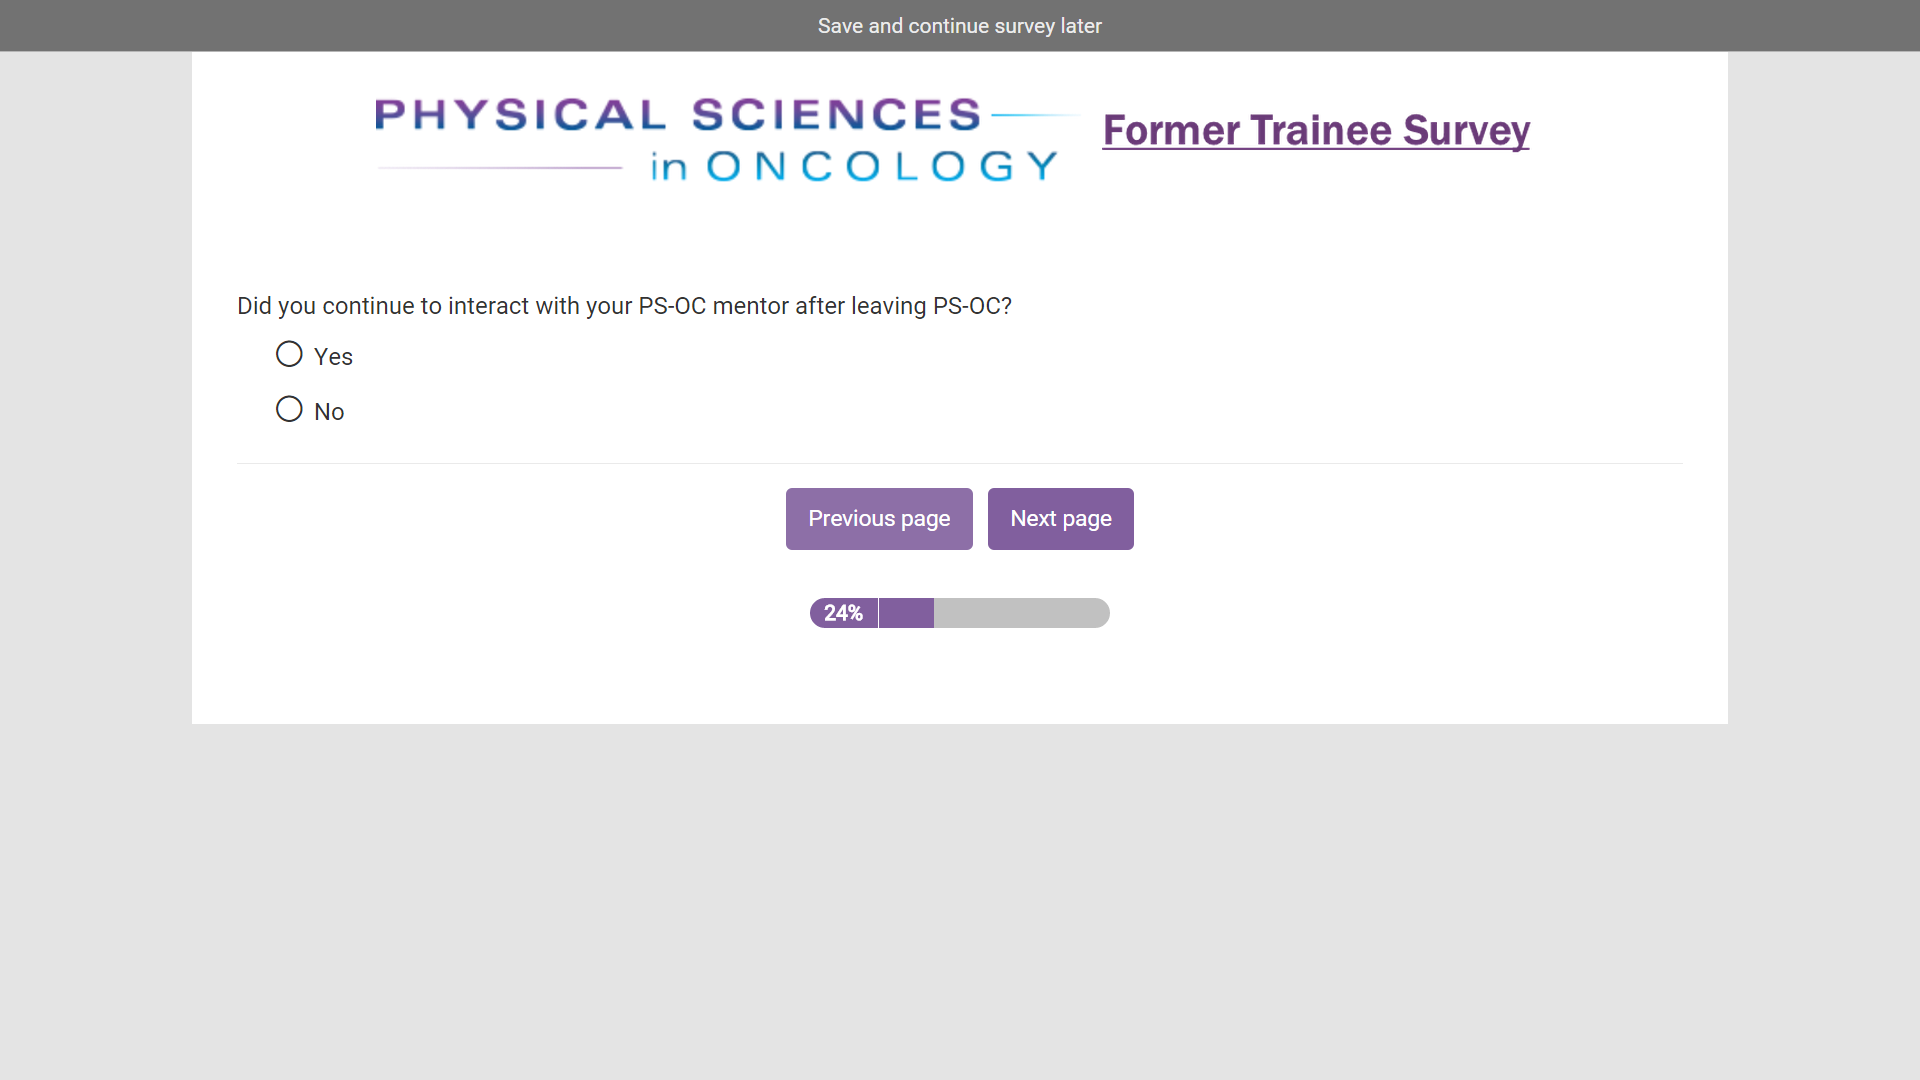 Save and continue survey later
PHYSICAL SCIENCES
in ONCOLOGY
Former Trainee Survey
Did you continue to interact with your PS-OC mentor after leaving PS-OC?
Yes
No
Previous page
Next page
24%